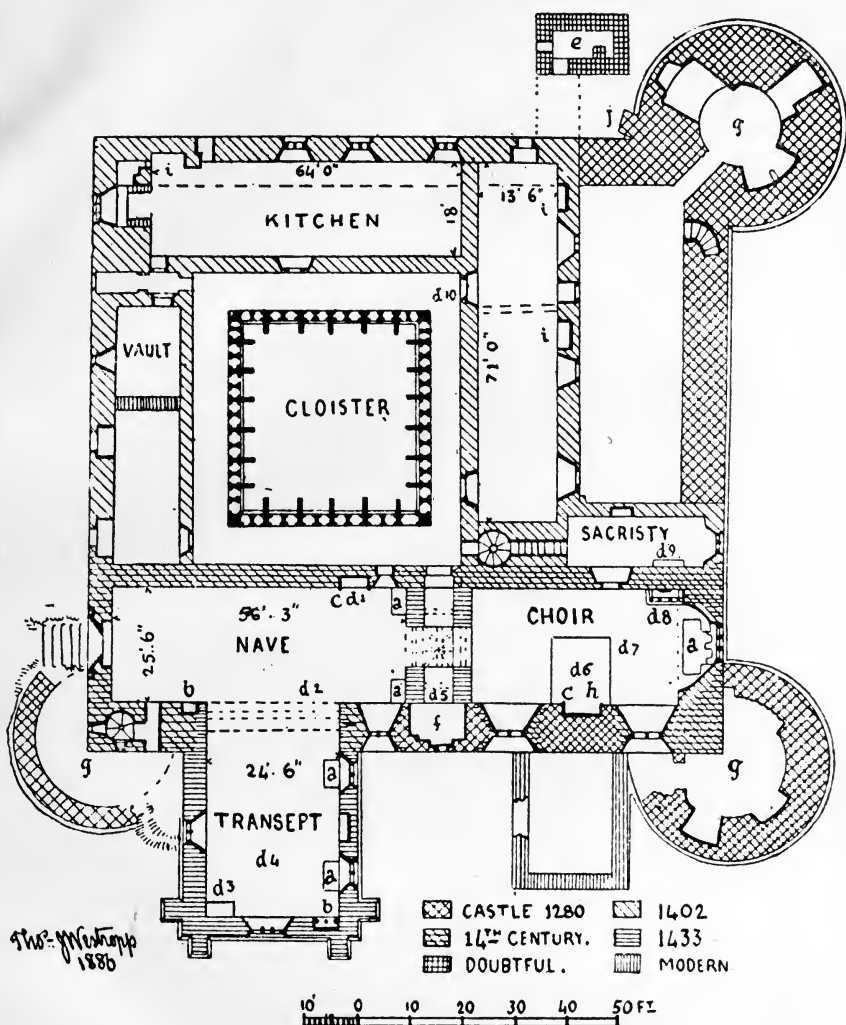 e
j
g
i
64'0"
KITCHEN
18'
13' 6"
i
d10
i
VAULT
71' 0"
CLOISTER
SACRISTY
d9
c d1
a
96'. 3"
NAVE
CHOIR
d8
25'. 6"
d7
a
d6
b
d2
a
d5
c h
f
g
g
24'. 6"
a
TRANSEPT
d4
a
d3
b
Thos. J Westropp
1886
CASTLE 1280
1402
14TH CENTURY.
1433
DOUBTFUL.
MODERN
10' 0 10 20 30 40 50 FT